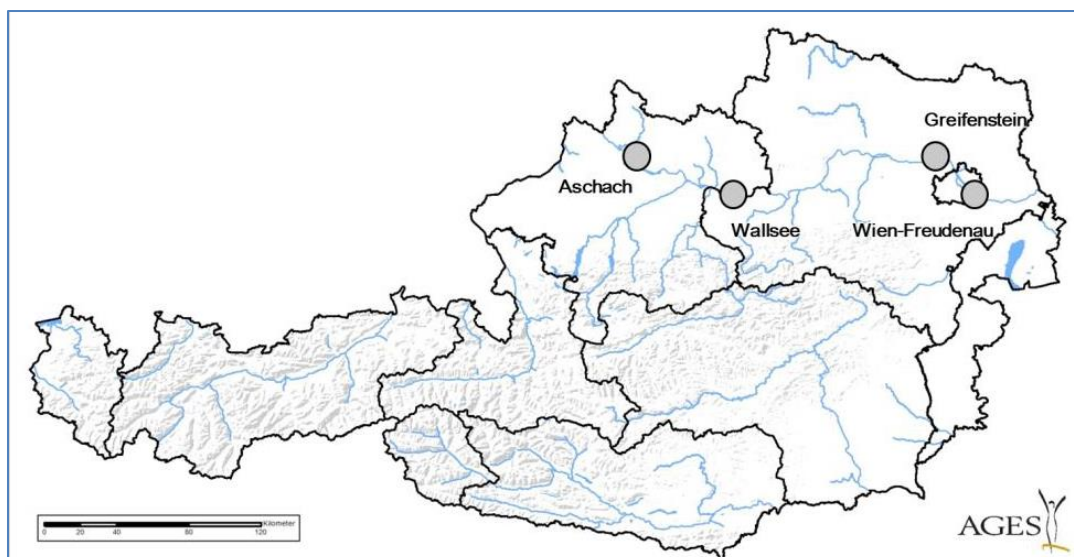 Greifenstein
Aschach
Wallsee
Wien-Freudenau
Kilometer
0 20 40 80 120
AGES